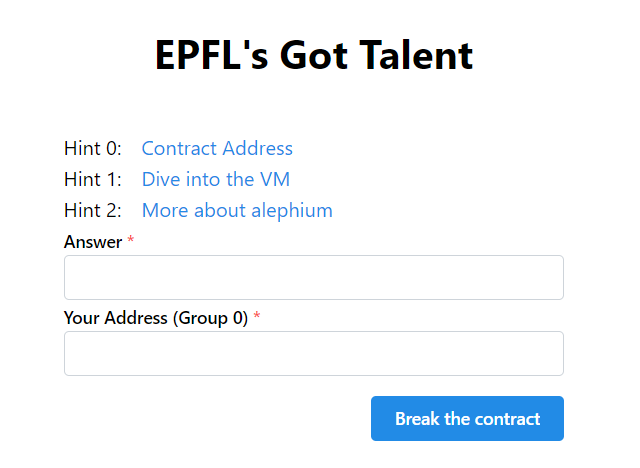 EPFL's Got Talent
Hint 0: Contract Address
Hint 1: Dive into the VM
Hint 2: More about alephium
Answer *
Your Address (Group 0) *
Break the contract